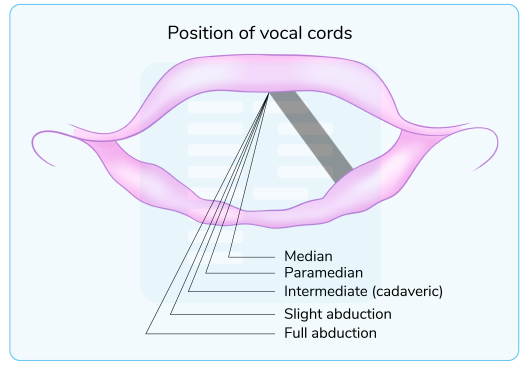 Position of vocal cords
Median
Paramedian
Intermediate (cadaveric)
Slight abduction
Full abduction